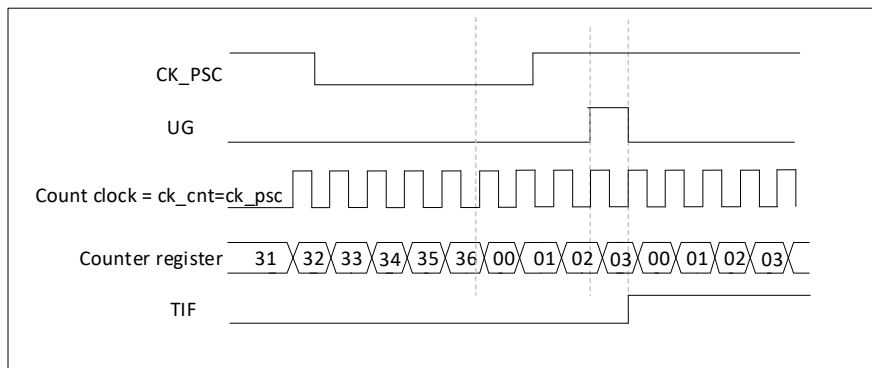 CK_PSC
UG
Count clock = ck_cnt=ck_psc
Counter register 31 32 33 34 35 36 00 01 02 03 00 01 02 03
TIF